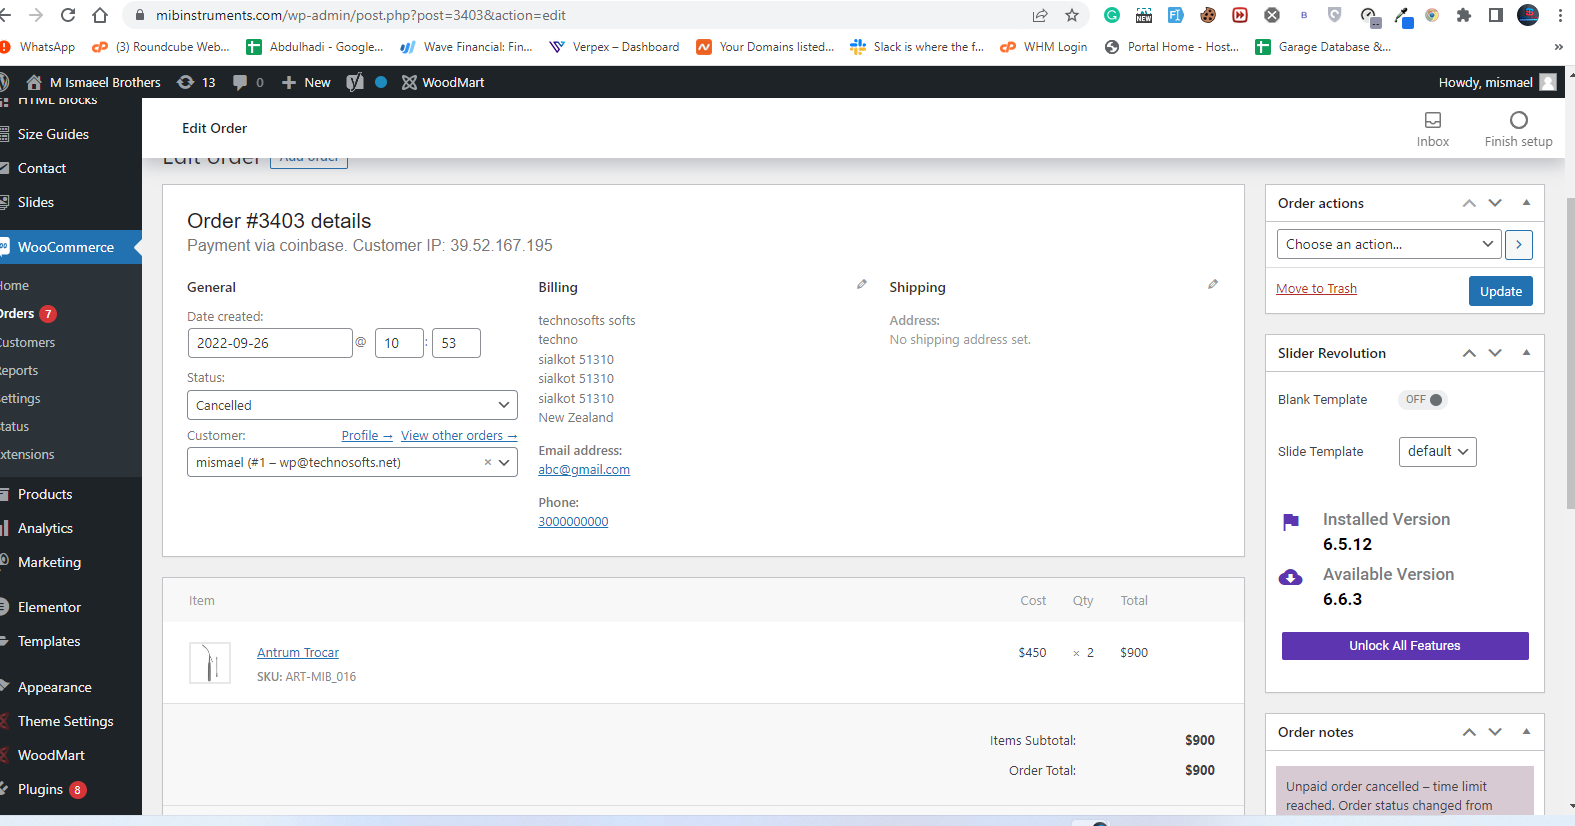 mibinstruments.com/wp-admin/post.php?post=3403&action=edit
WhatsApp
(3) Roundcube Web...
Abdulhadi - Google...
Wave Financial: Fin...
Verpex – Dashboard
Your Domains listed...
Slack is where the f...
WHM Login
Portal Home - Host...
Garage Database &...
»
M Ismaeel Brothers
13
0
New
WoodMart
Howdy, mismael
HTML Blocks
Size Guides
Contact
Slides
WooCommerce
Home
Orders 7
Customers
Reports
Settings
Status
Extensions
Products
Analytics
Marketing
Elementor
Templates
Appearance
Theme Settings
WoodMart
Plugins 8
Edit Order
Inbox
Finish setup
Edit order
Add order
Order #3403 details
Payment via coinbase. Customer IP: 39.52.167.195
General
Date created:
2022-09-26 @ 10 : 53
Status:
Cancelled
Customer:
Profile →
View other orders →
mismael (#1 – wp@technosofts.net)
×
Billing
technosofts softs
techno
sialkot 51310
sialkot 51310
sialkot 51310
New Zealand
Email address:
abc@gmail.com
Phone:
3000000000
Shipping
Address:
No shipping address set.
Item
Cost
Qty
Total
Antrum Trocar
SKU: ART-MIB_016
$450
× 2
$900
Items Subtotal:
$900
Order Total:
$900
Order actions
Choose an action...
Move to Trash
Update
Slider Revolution
Blank Template
OFF
Slide Template
default
Installed Version
6.5.12
Available Version
6.6.3
Unlock All Features
Order notes
Unpaid order cancelled – time limit
reached. Order status changed from